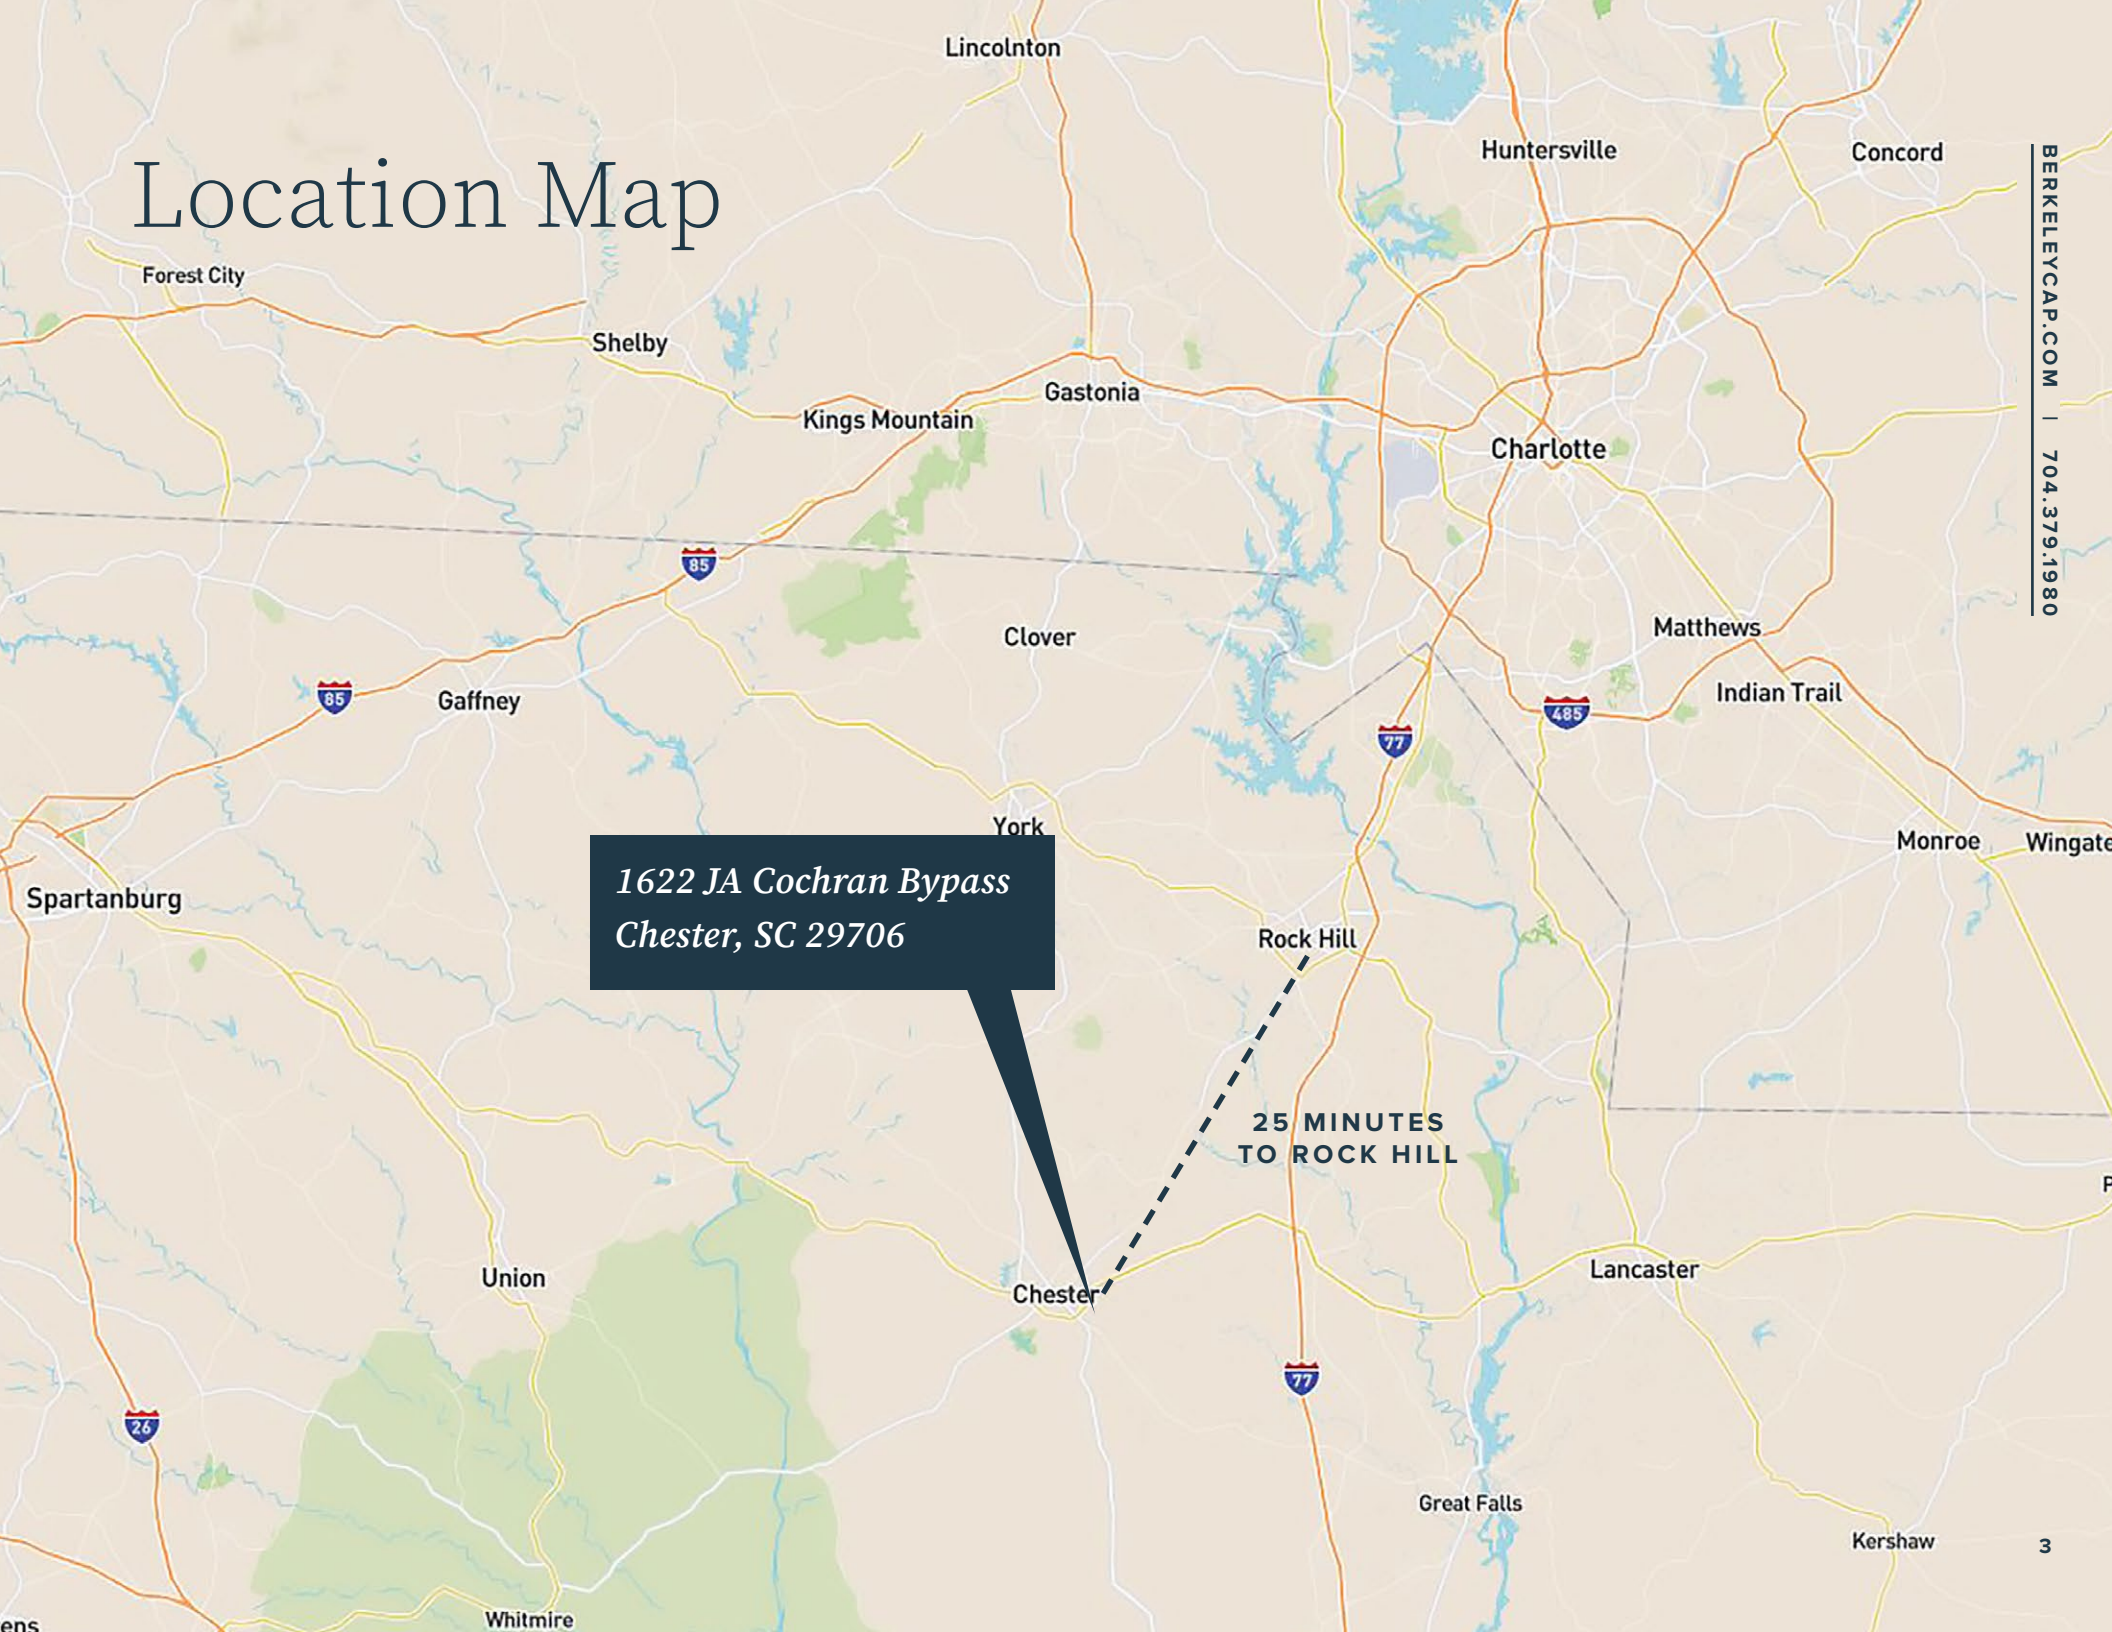 Lincolnton
Huntersville
Concord
BERKELEYCAP.COM | 704.379.1980
Location Map
Forest City
Shelby
Gastonia
Kings Mountain
Charlotte
85
Clover
Matthews
85
Gaffney
Indian Trail
485
77
York
Monroe
Wingate
1622 JA Cochran Bypass
Chester, SC 29706
Spartanburg
Rock Hill
25 MINUTES
TO ROCK HILL
P
Union
Chester
Lancaster
77
26
Great Falls
Kershaw
3
Whitmire
ens